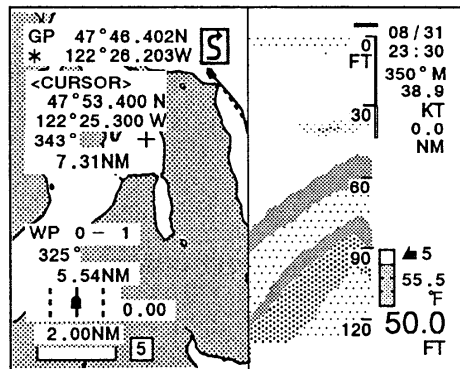 GP 47°46.402N
* 122°26.203W
S
<CURSOR>
47°53.400 N
122°25.300 W
343°
7.31NM
WP 0 - 1
325°
5.54NM
0.00
2.00NM
5
0
FT
30
60
90
120
08/31
23:30
350°M
38.9
KT
0.0
NM
5
55.5
°F
50.0
FT